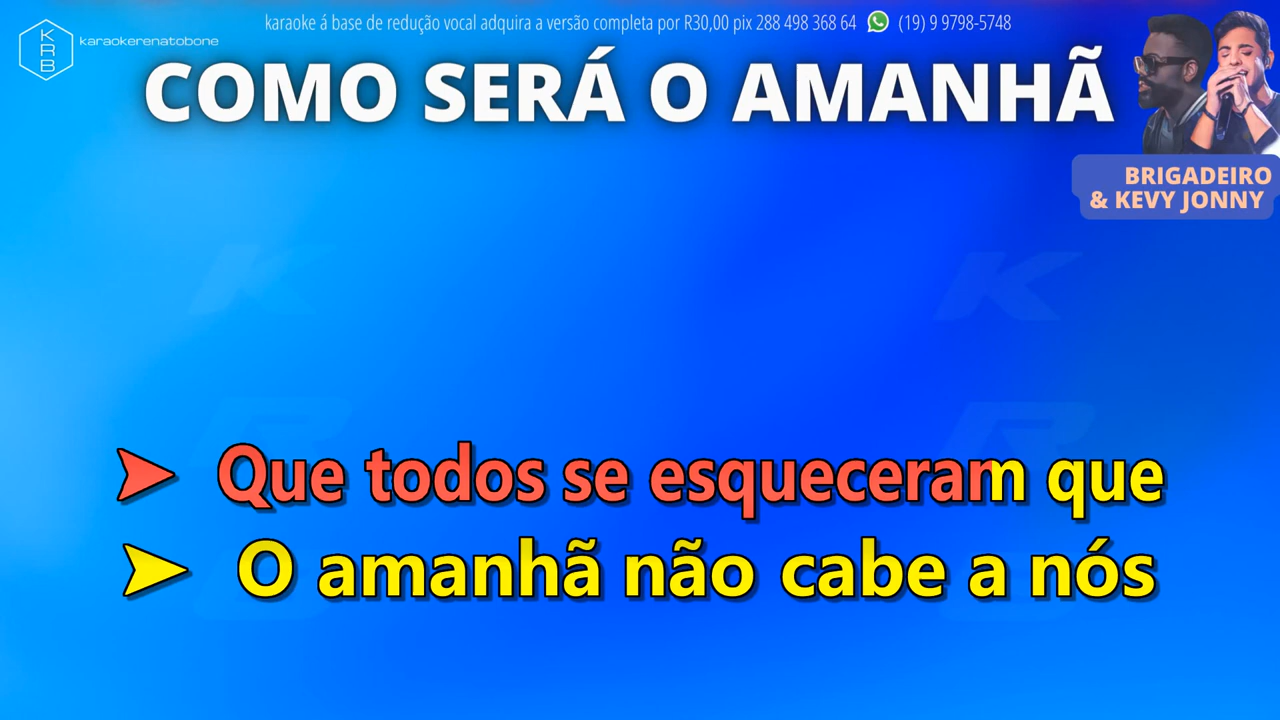 karaoke á base de redução vocal adquira a versão completa por R30,00 pix 288 498 368 64 (19) 9 9798-5748
KRB
karaokerenatobone
COMO SERÁ O AMANHÃ
BRIGADEIRO
& KEVY JONNY
K K
R R
Que todos se esqueceram que
O amanhã não cabe a nós